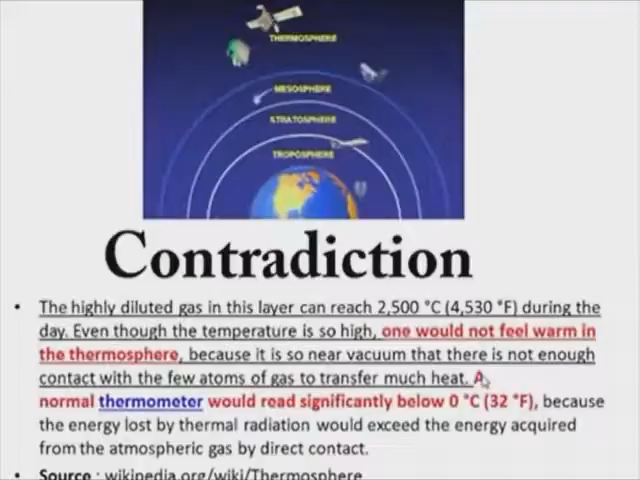 THERMOSPHERE
MESOSPHERE
STRATOSPHERE
TROPOSPHERE
Contradiction
• The highly diluted gas in this layer can reach 2,500 °C (4,530 °F) during the
day. Even though the temperature is so high, one would not feel warm in
the thermosphere, because it is so near vacuum that there is not enough
contact with the few atoms of gas to transfer much heat. A
normal thermometer would read significantly below 0 °C (32 °F), because
the energy lost by thermal radiation would exceed the energy acquired
from the atmospheric gas by direct contact.
• Source : wikipedia.org/wiki/Thermosphere